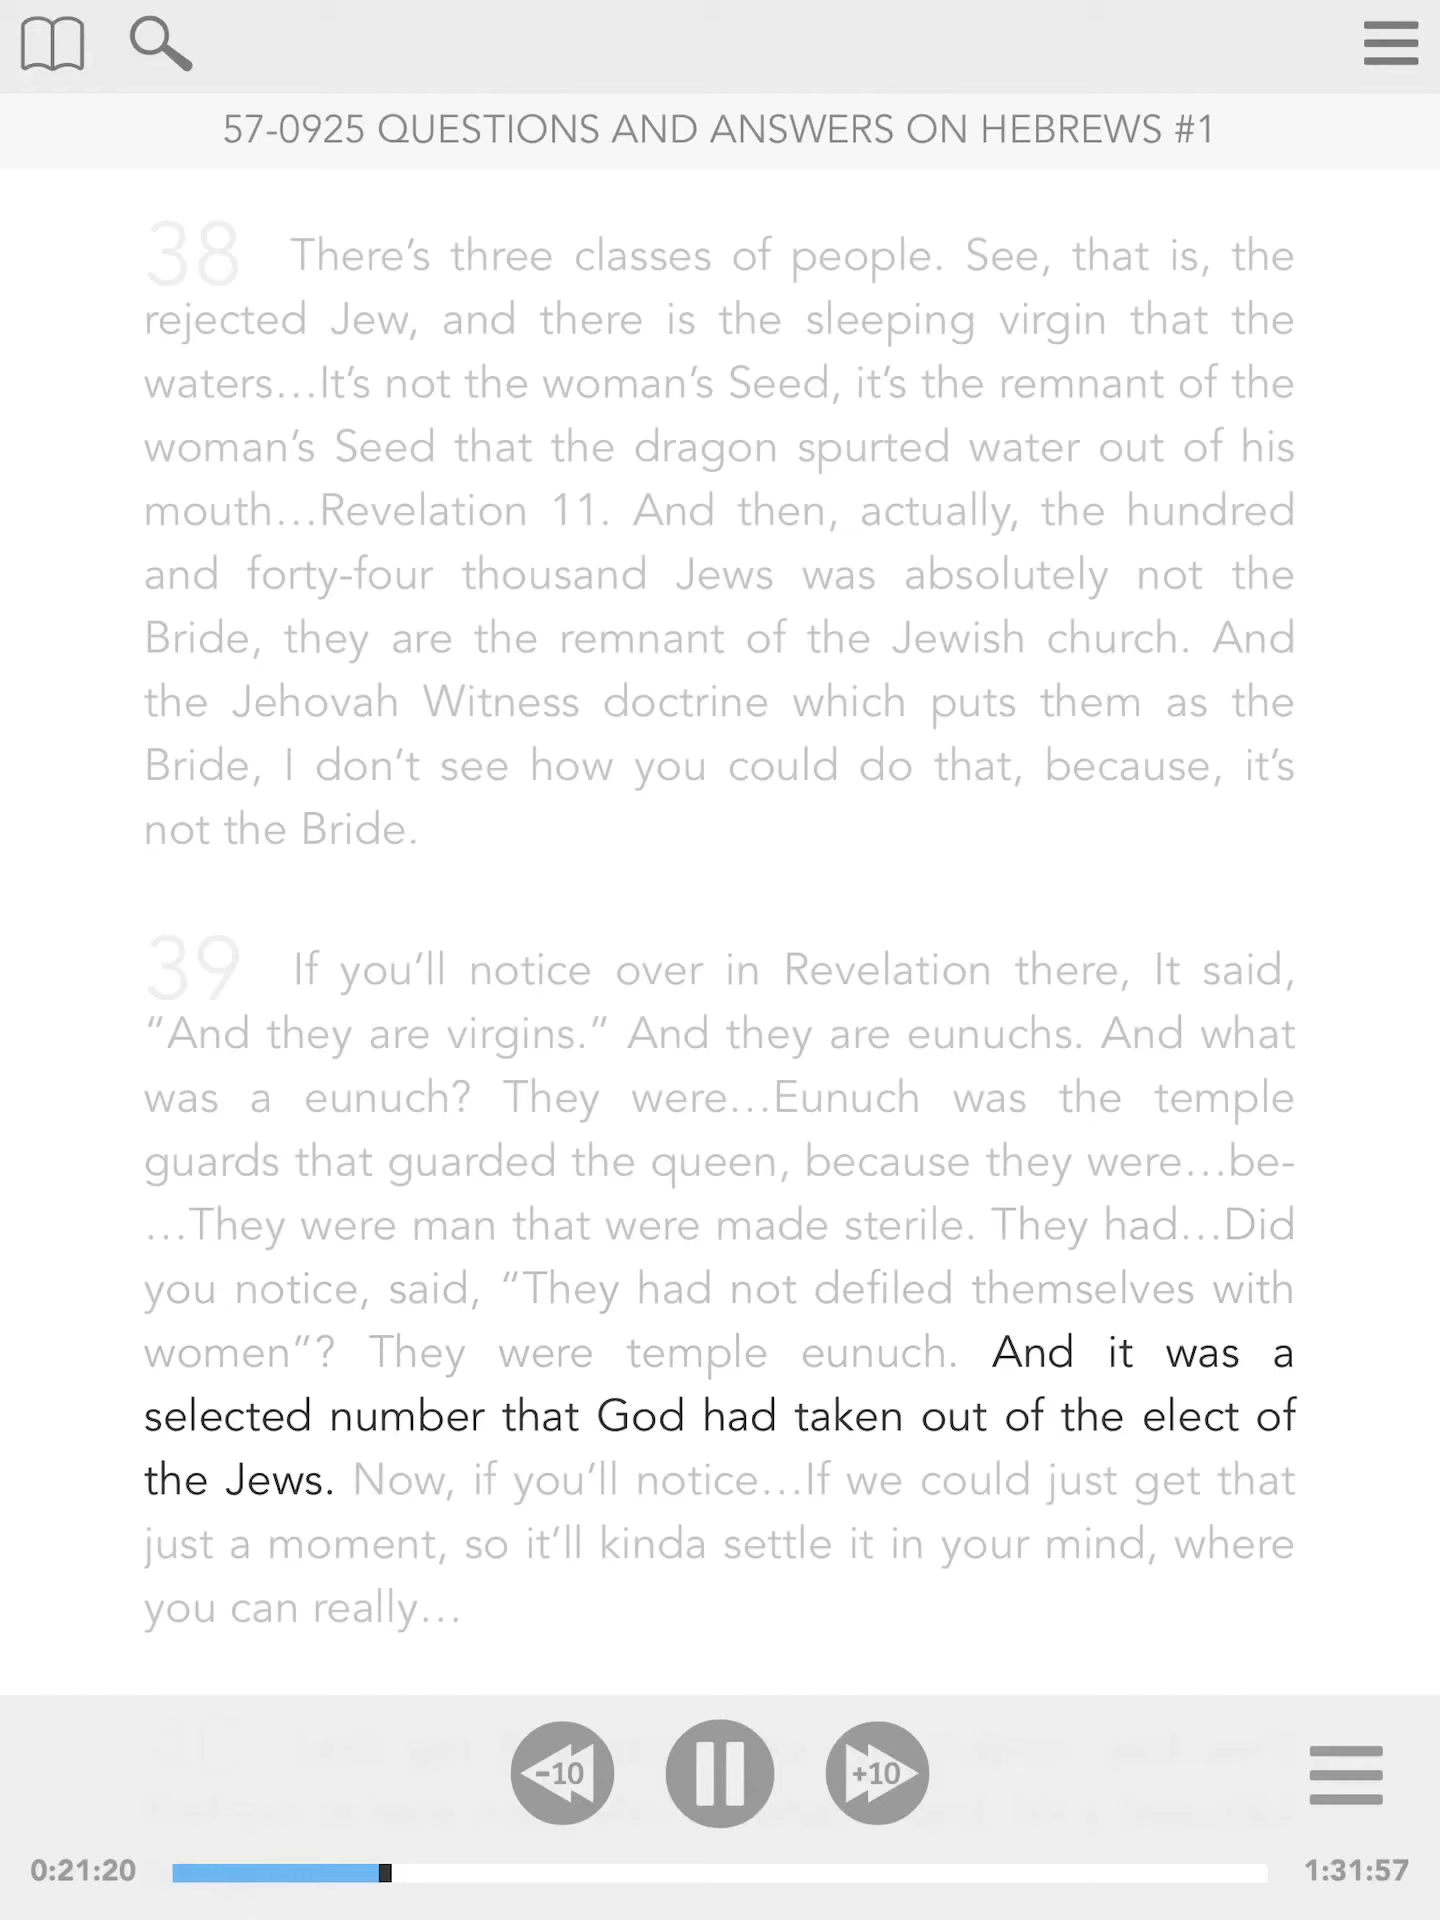 57-0925 QUESTIONS AND ANSWERS ON HEBREWS #1
38 There’s three classes of people. See, that is, the
rejected Jew, and there is the sleeping virgin that the
waters…It’s not the woman’s Seed, it’s the remnant of the
woman’s Seed that the dragon spurted water out of his
mouth…Revelation 11. And then, actually, the hundred
and forty-four thousand Jews was absolutely not the
Bride, they are the remnant of the Jewish church. And
the Jehovah Witness doctrine which puts them as the
Bride, I don’t see how you could do that, because, it’s
not the Bride.
39 If you’ll notice over in Revelation there, It said,
“And they are virgins.” And they are eunuchs. And what
was a eunuch? They were…Eunuch was the temple
guards that guarded the queen, because they were…be-
…They were man that were made sterile. They had…Did
you notice, said, “They had not defiled themselves with
women”? They were temple eunuch. And it was a
selected number that God had taken out of the elect of
the Jews. Now, if you’ll notice…If we could just get that
just a moment, so it’ll kinda settle it in your mind, where
you can really…
-10 +10
0:21:20 1:31:57